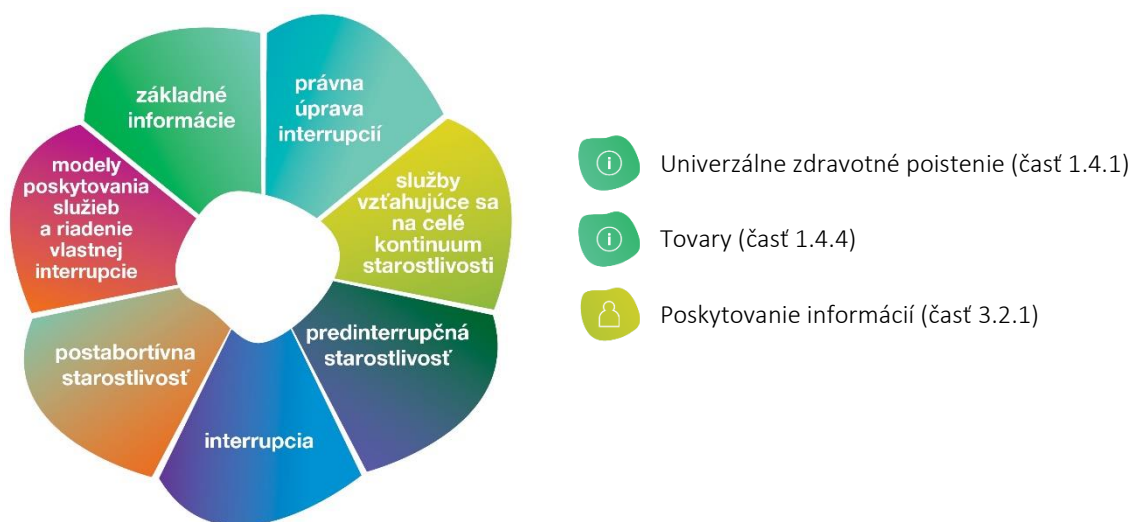 základné
informácie
právna
úprava
interrupcií
služby
vzťahujúce sa
na celé
kontinuum
starostlivosti
predinterrupčná
starostlivosť
interrupcia
postabortívna
starostlivosť
modely
poskytovania
služieb
a riadenie
vlastnej
interrupcie
Univerzálne zdravotné poistenie (časť 1.4.1)
Tovary (časť 1.4.4)
Poskytovanie informácií (časť 3.2.1)